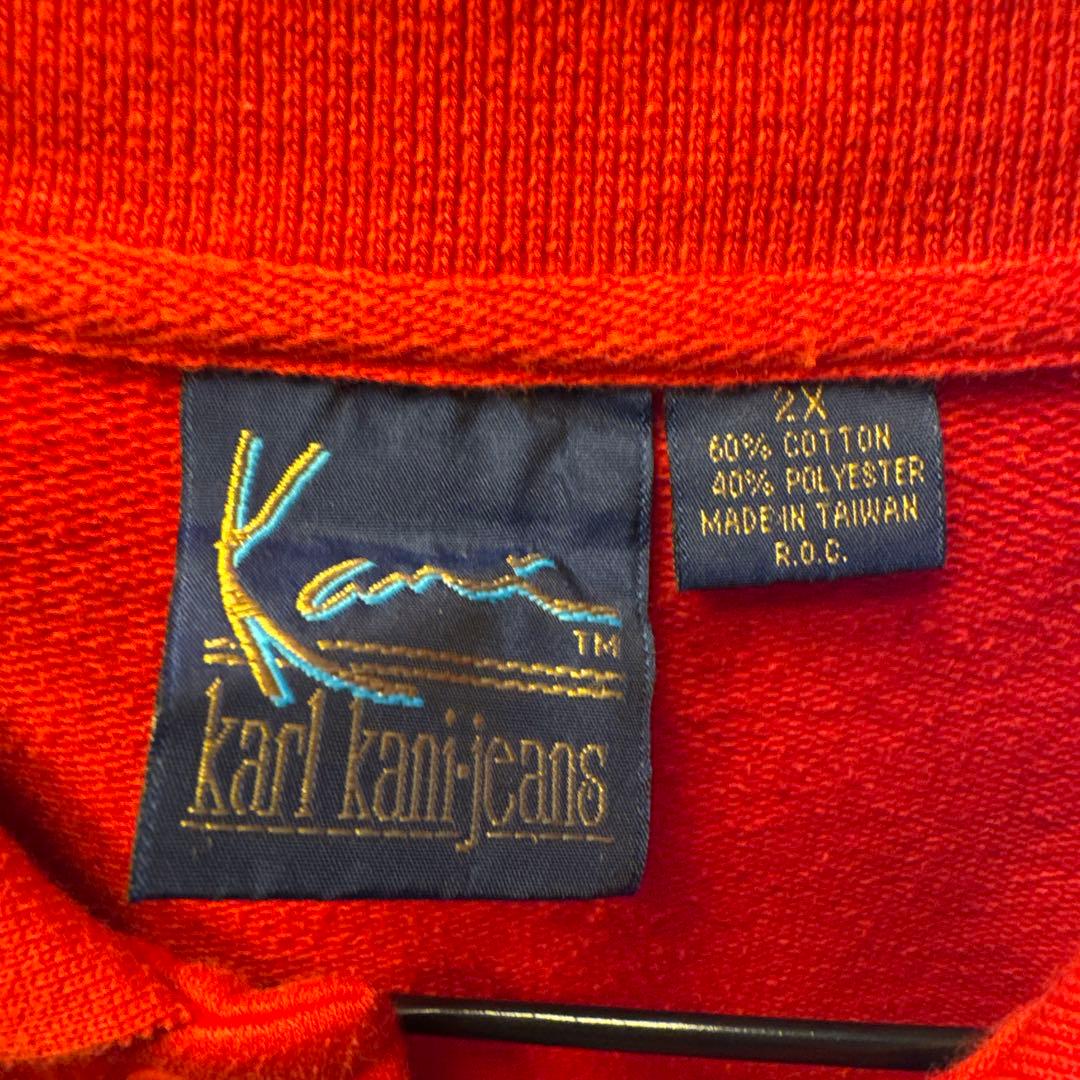 Kani
TM
karl kani-jeans
2X
60% COTTON
40% POLYESTER
MADE IN TAIWAN
R.O.C.